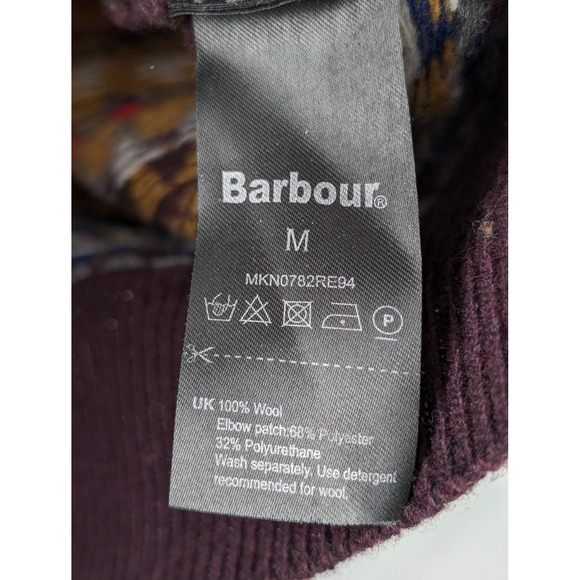 Barbour®
M
MKN0782RE94
P
UK 100% Wool
Elbow patch:68% Polyester
32% Polyurethane
Wash separately. Use detergent
recommended for wool.